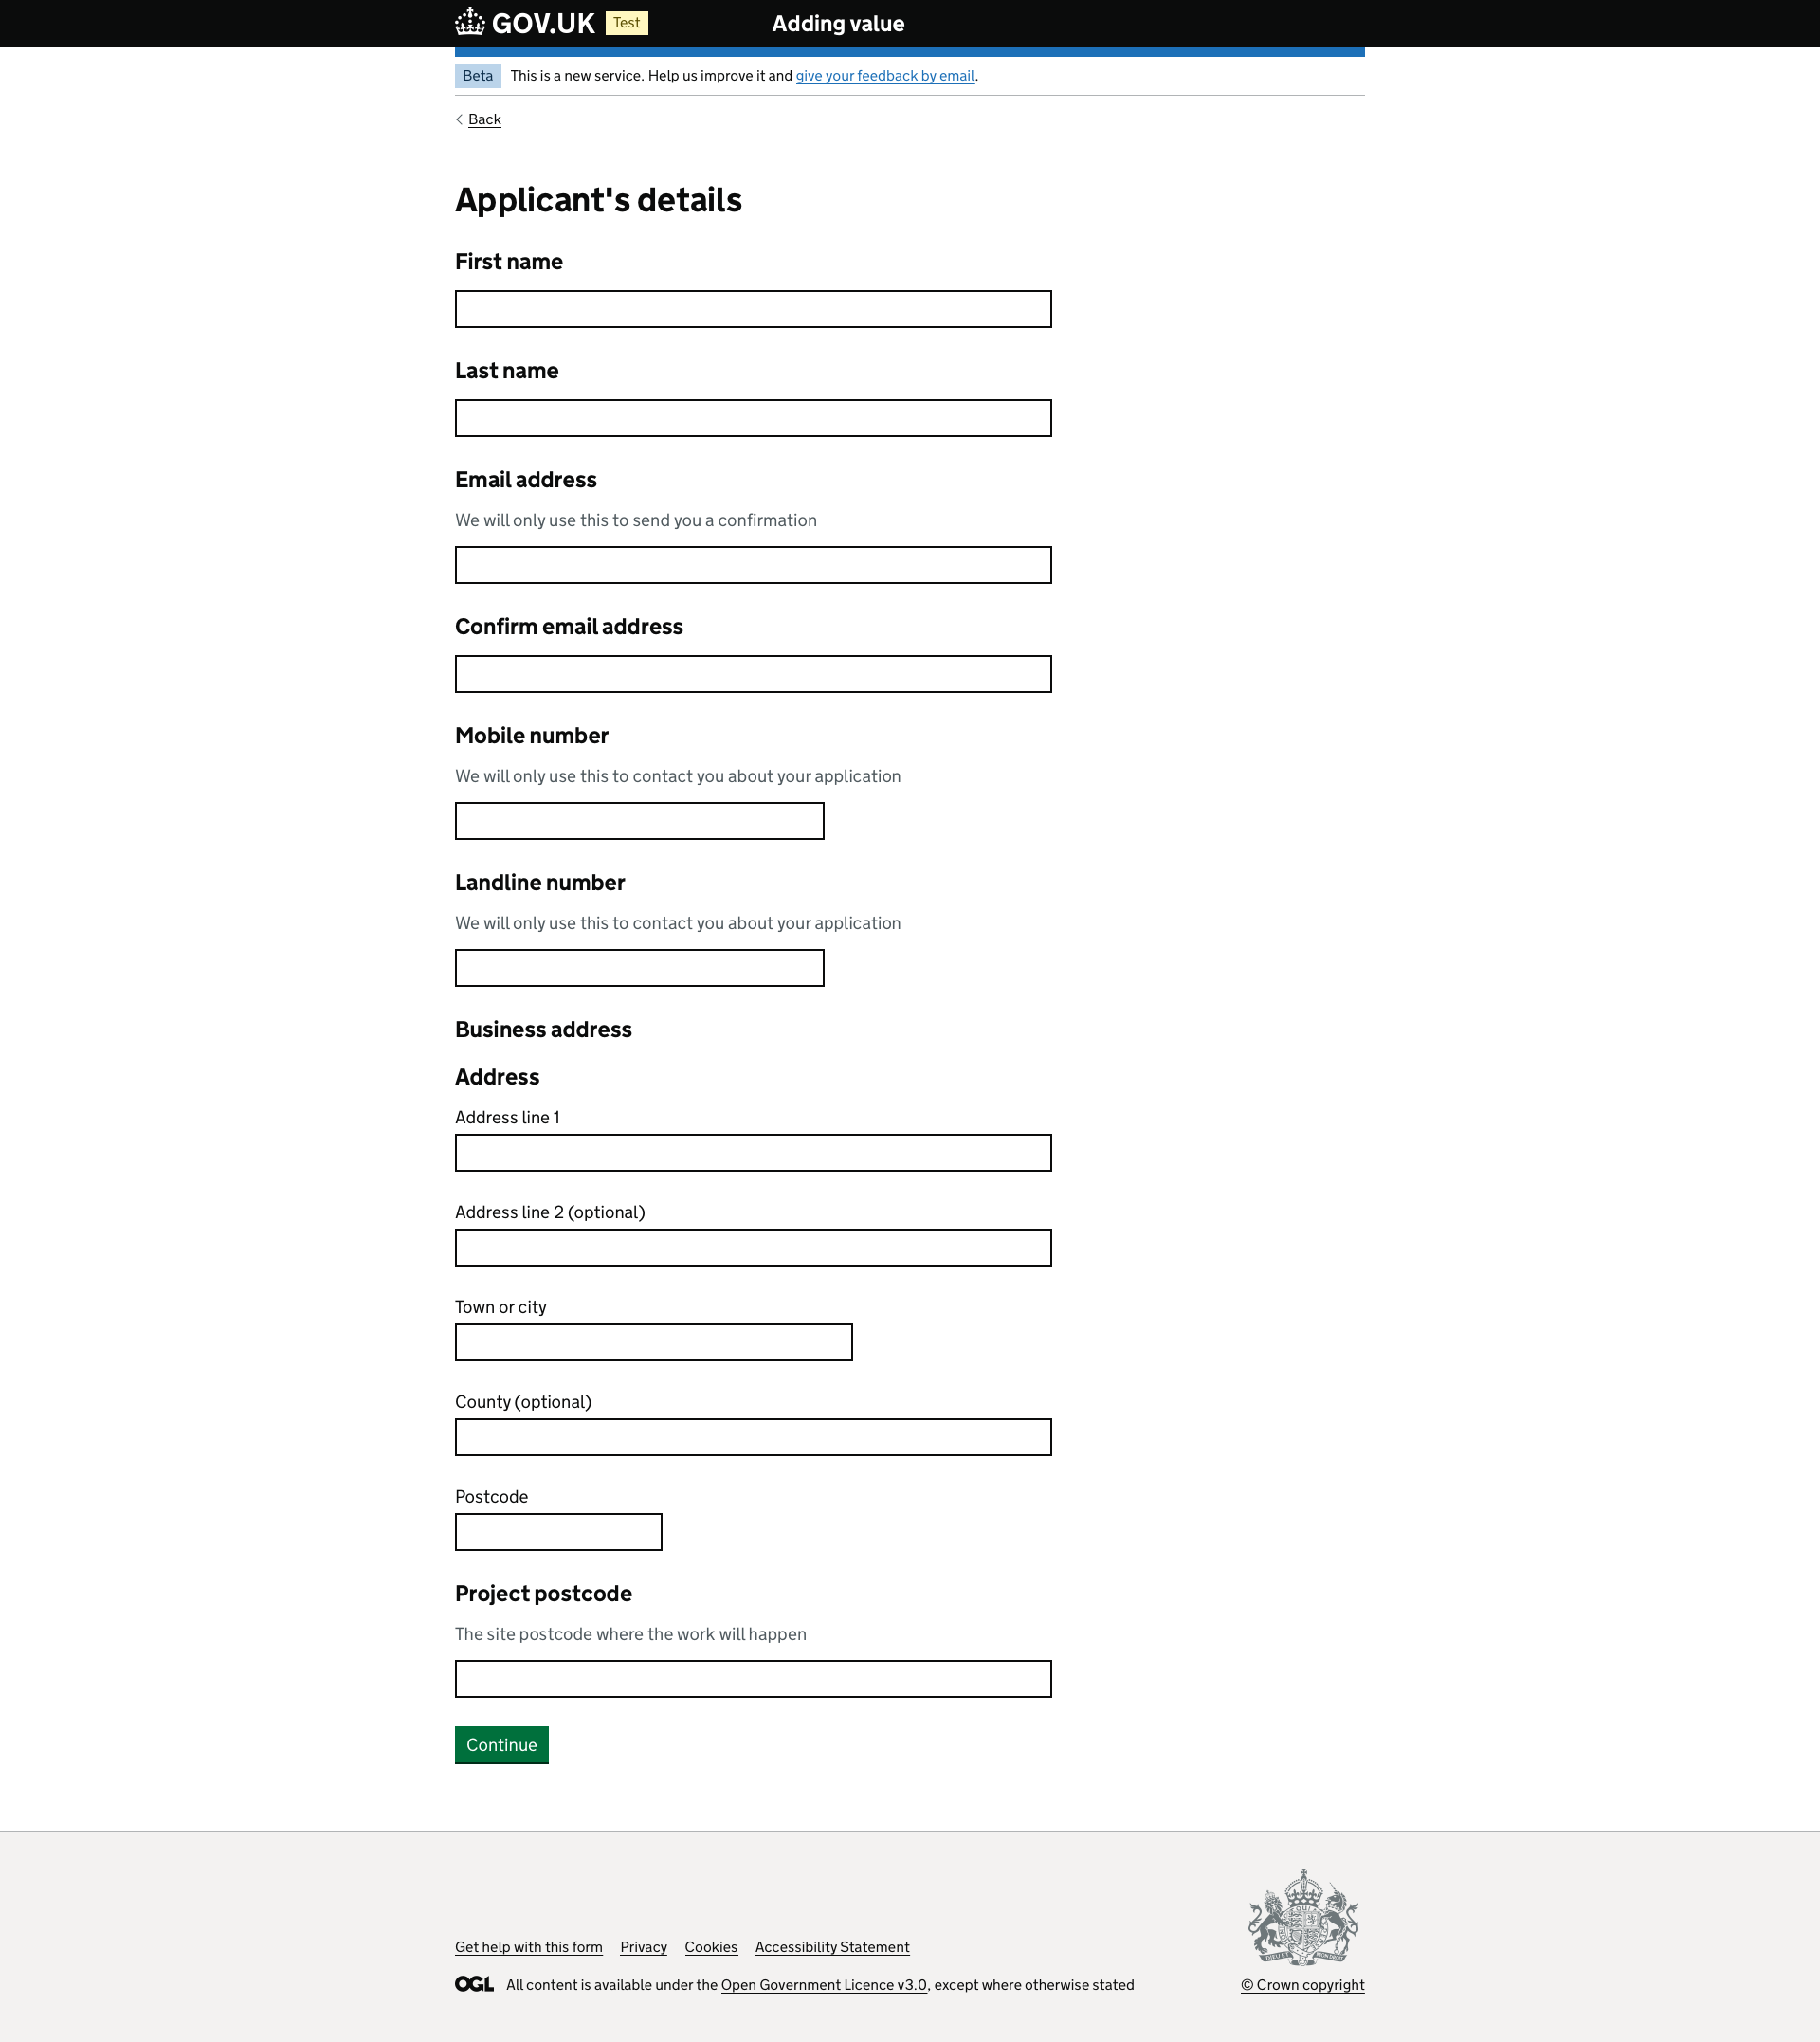 GOV.UK Test Adding value
Beta This is a new service. Help us improve it and give your feedback by email.
Back
Applicant's details
First name
Last name
Email address
We will only use this to send you a confirmation
Confirm email address
Mobile number
We will only use this to contact you about your application
Landline number
We will only use this to contact you about your application
Business address
Address
Address line 1
Address line 2 (optional)
Town or city
County (optional)
Postcode
Project postcode
The site postcode where the work will happen
Continue
Get help with this form Privacy Cookies Accessibility Statement
OGL All content is available under the Open Government Licence v3.0, except where otherwise stated
© Crown copyright